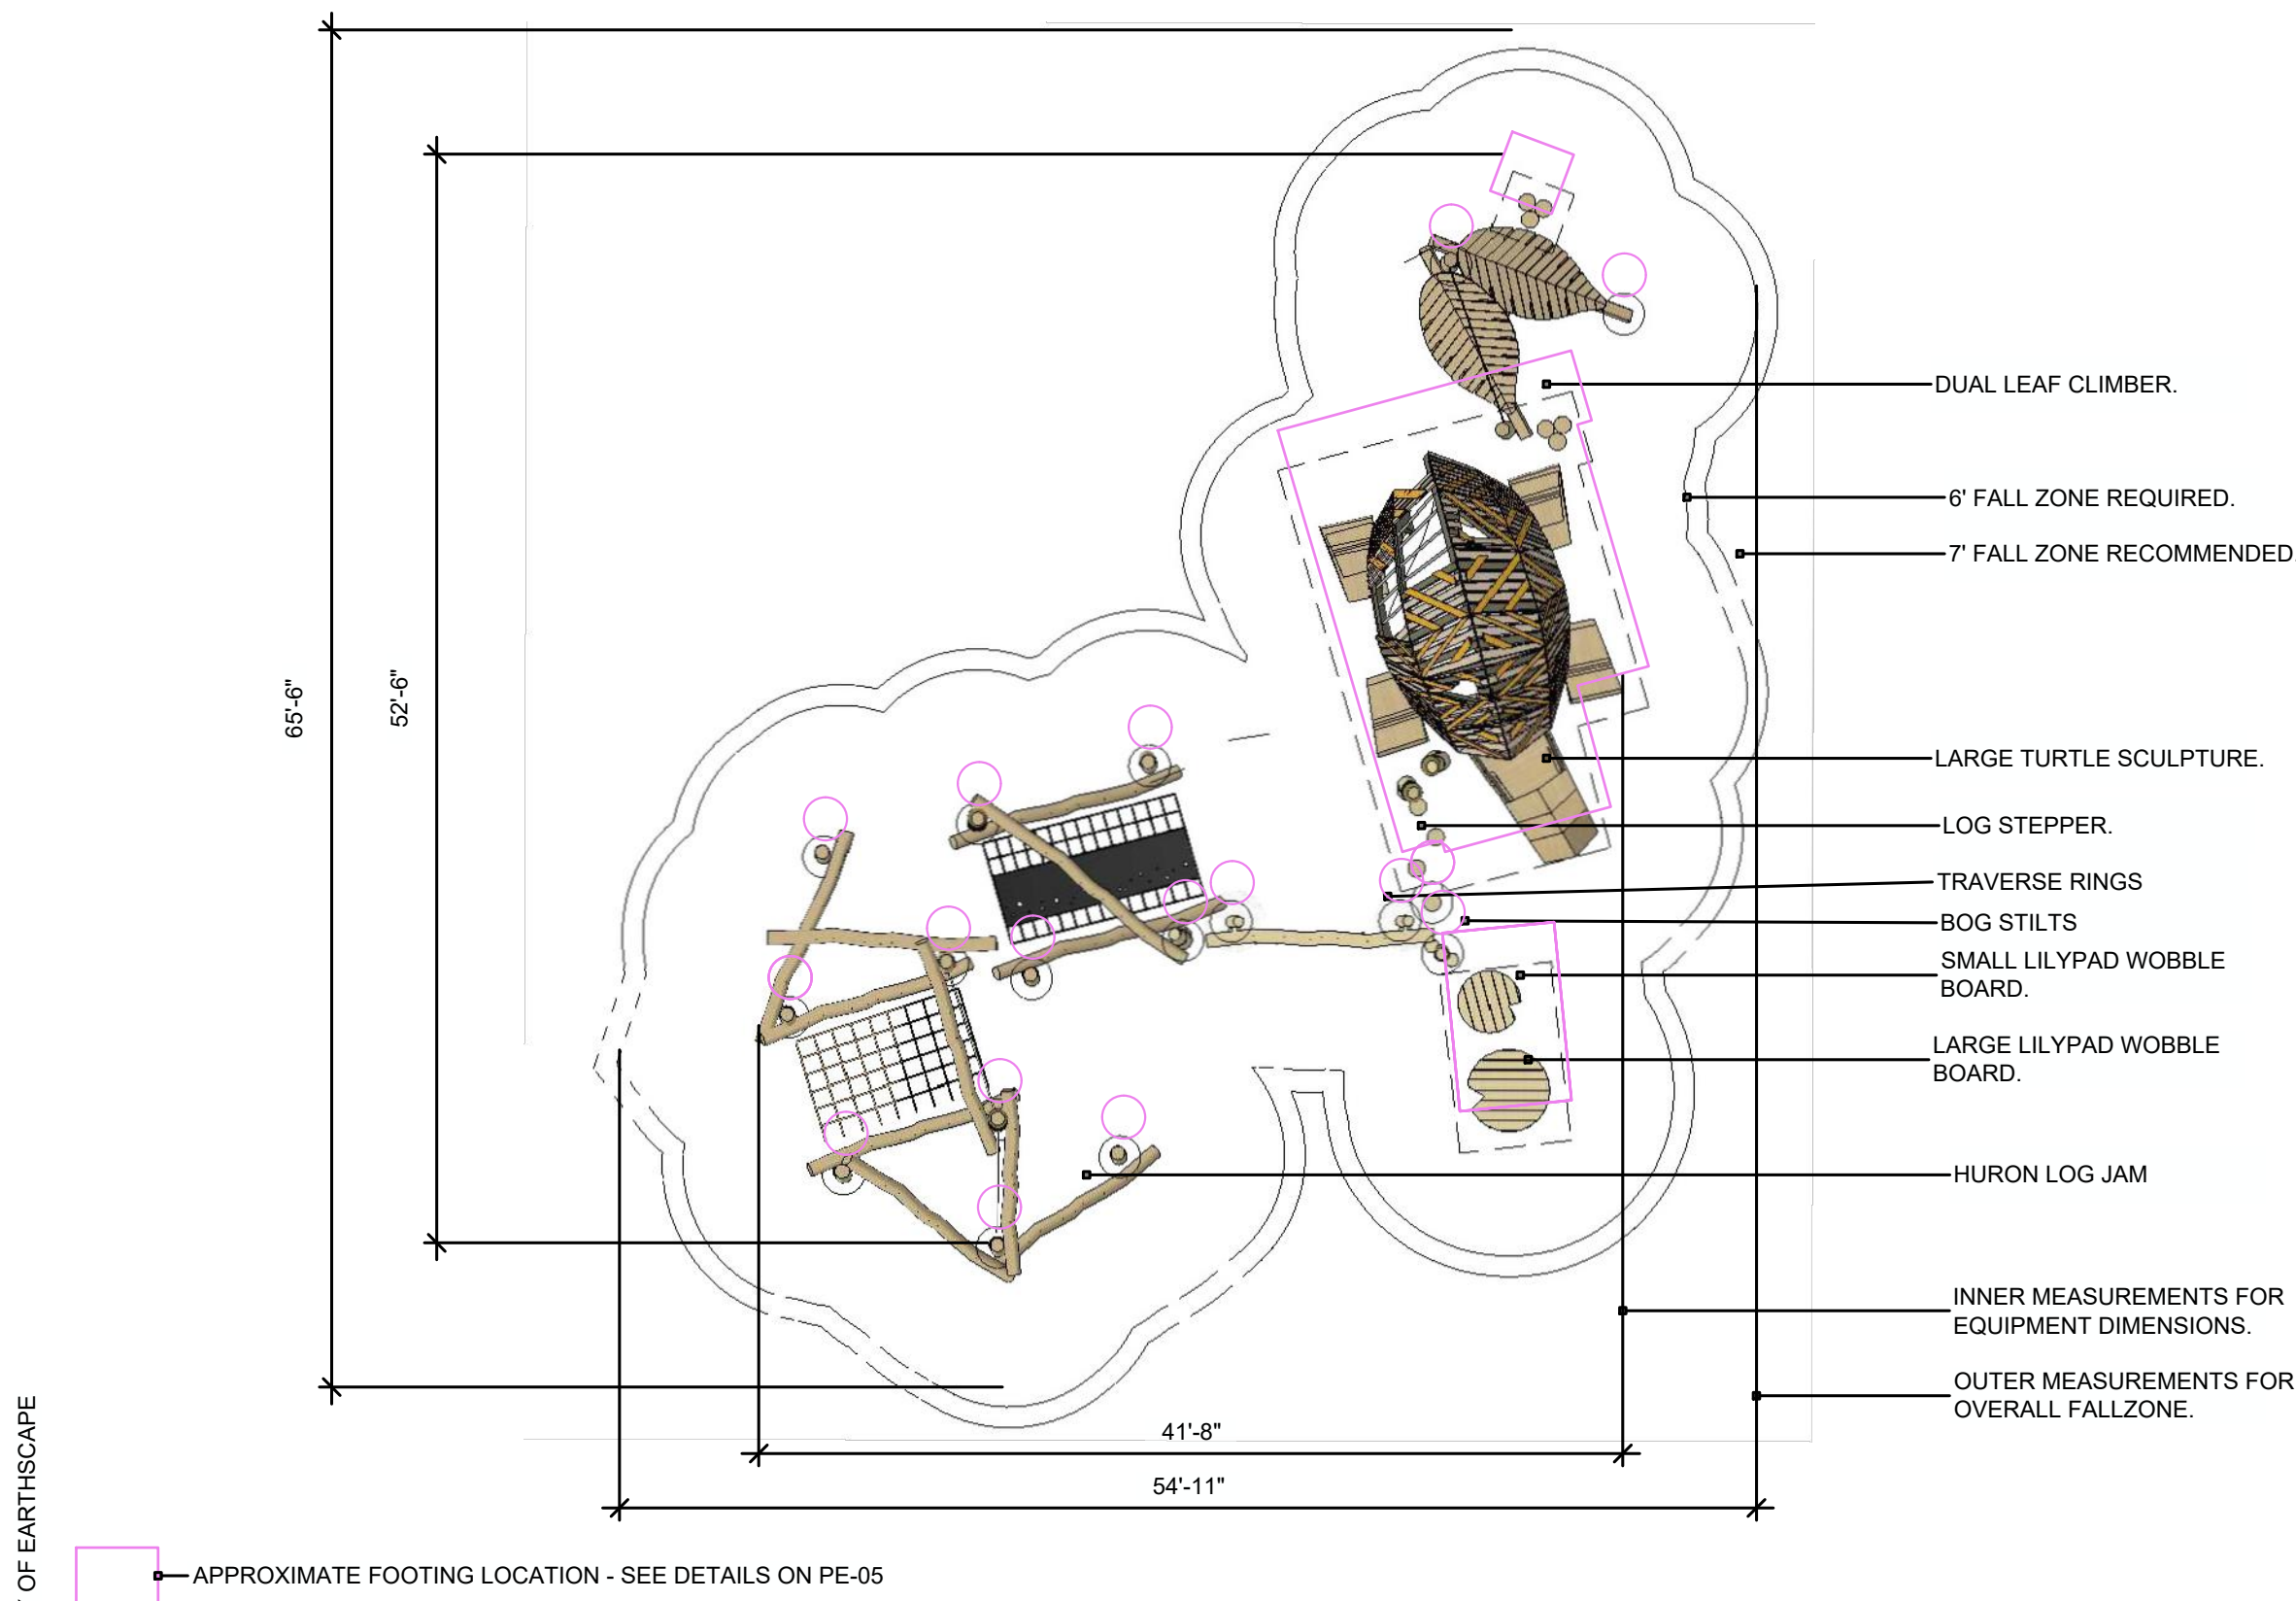 DUAL LEAF CLIMBER.
6' FALL ZONE REQUIRED.
7' FALL ZONE RECOMMENDED
65'-6"
52'-6"
LARGE TURTLE SCULPTURE.
LOG STEPPER.
TRAVERSE RINGS
BOG STILTS
SMALL LILYPAD WOBBLE
BOARD.
LARGE LILYPAD WOBBLE
BOARD.
HURON LOG JAM
INNER MEASUREMENTS FOR
EQUIPMENT DIMENSIONS.
OUTER MEASUREMENTS FOR
OVERALL FALLZONE.
41'-8"
54'-11"
OF EARTHSCAPE
APPROXIMATE FOOTING LOCATION - SEE DETAILS ON PE-05